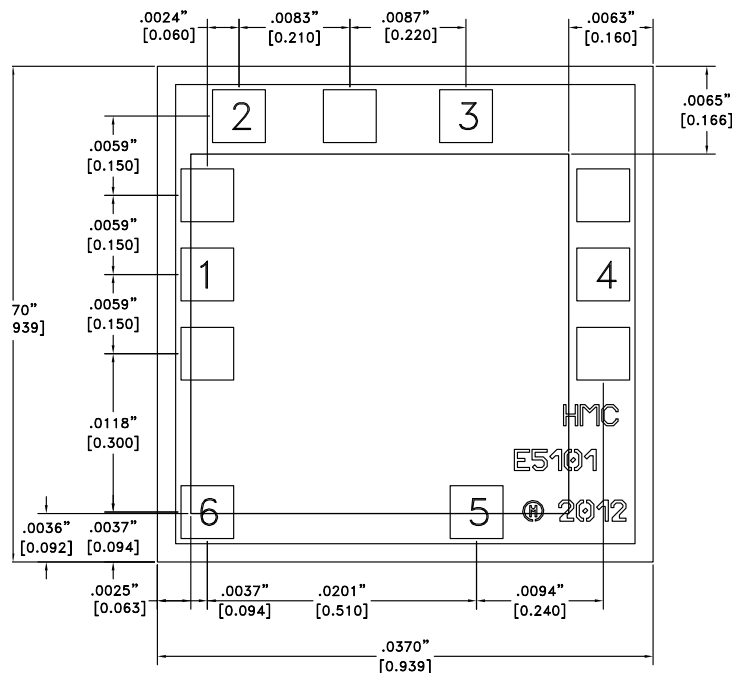 .0024" .0083" .0087" .0063"
[0.060] [0.210] [0.220] [0.160]
.0065"
[0.166]
2 3
.0059"
[0.150]
.0059"
[0.150]
1 4
70"
939]
.0059"
[0.150]
.0118"
[0.300]
HMC
E5101
6 5 Ⓗ 2012
.0036" .0037"
[0.092] [0.094]
.0025" .0037" .0201" .0094"
[0.063] [0.094] [0.510] [0.240]
.0370"
[0.939]